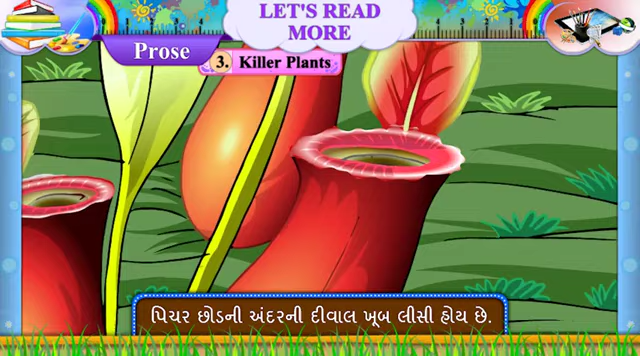 LET'S READ
MORE
Prose
3. Killer Plants
પિચર છોડની અંદરની દીવાલ ખૂબ લીસી હોય છે.